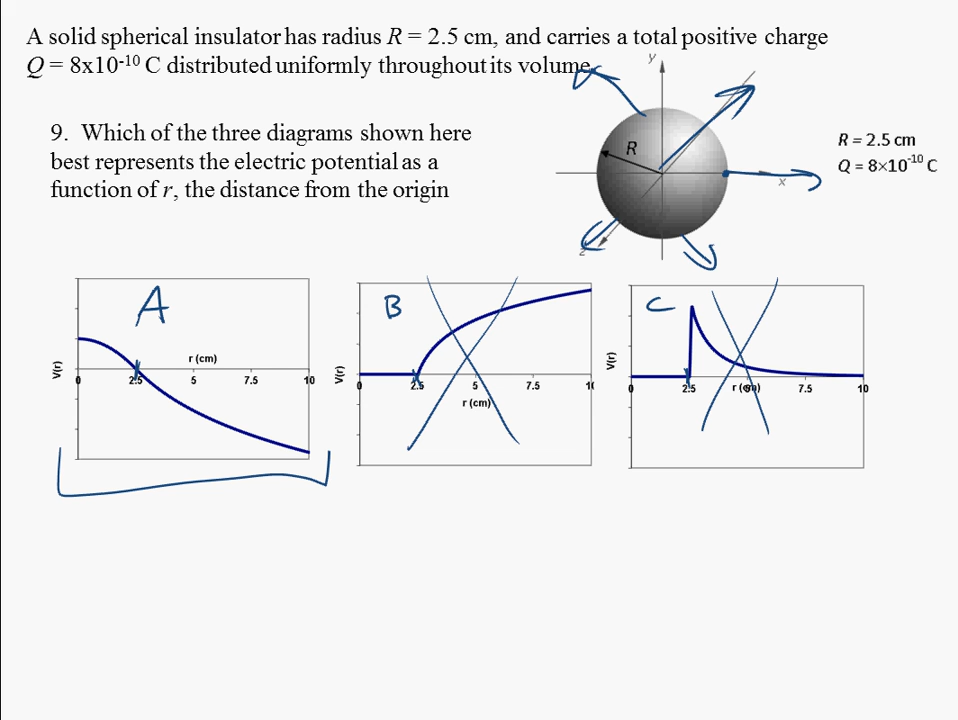 A solid spherical insulator has radius R = 2.5 cm, and carries a total positive charge
Q = 8x10-10 C distributed uniformly throughout its volume.
9. Which of the three diagrams shown here
best represents the electric potential as a
function of r, the distance from the origin
y
R
x
z
R = 2.5 cm
Q = 8×10-10 C
A
V(r)
r (cm)
0
2.5
5
7.5
10
B
V(r)
0
2.5
5
7.5
10
r (cm)
C
V(r)
0
2.5
r (cm)
7.5
10